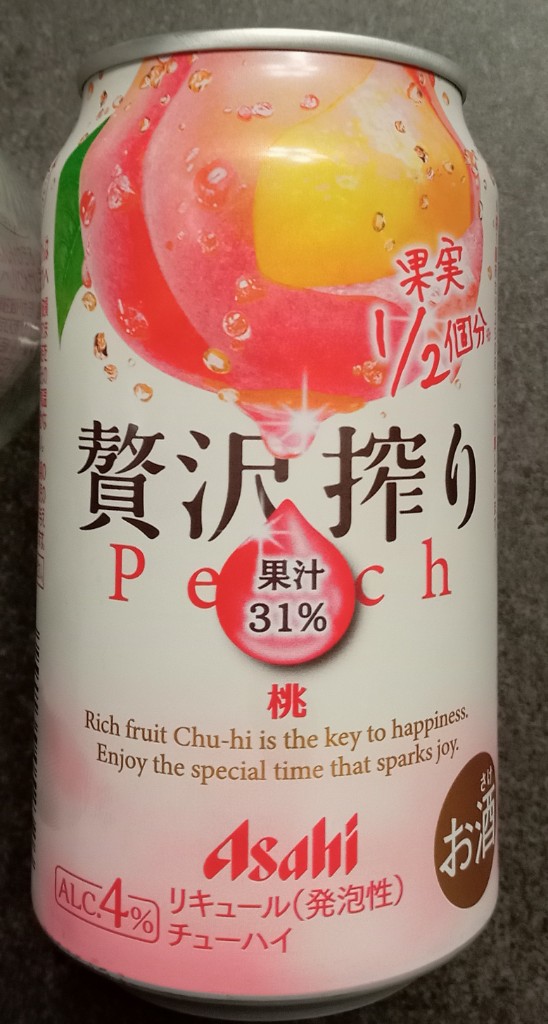 果実
1/2個分
贅沢搾り
Peach
果汁
31%
桃
Rich fruit Chu-hi is the key to happiness.
Enjoy the special time that sparks joy.
Asahi
さけ
お酒
ALC.4%
リキュール(発泡性)
チューハイ